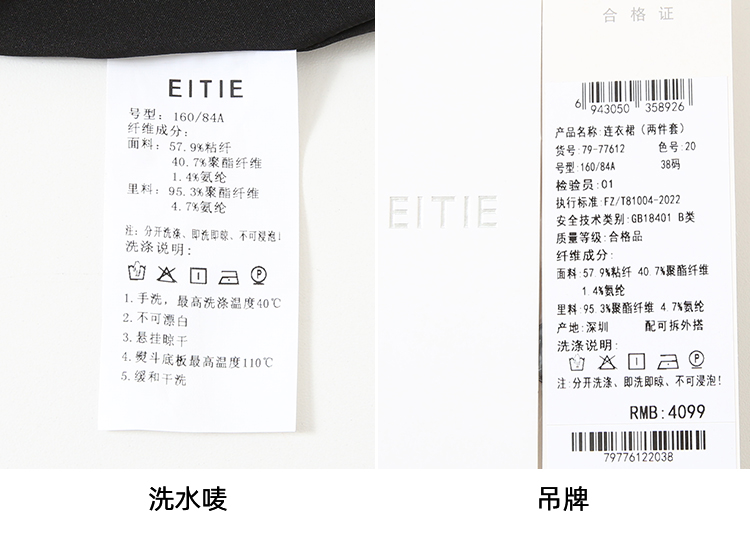 EITIE
号型：160/84A
纤维成分：
面料：57.9%粘纤
40.7%聚酯纤维
1.4%氨纶
里料：95.3%聚酯纤维
4.7%氨纶
注：分开洗涤、即洗即晾、不可浸泡！
洗涤说明：
1.手洗，最高洗涤温度40℃
2.不可漂白
3.悬挂晾干
4.熨斗底板最高温度110℃
5.缓和干洗
洗水唛
EITIE
合格证
6 943050 358926
产品名称：连衣裙（两件套）
货号：79-77612 色号：20
号型：160/84A 38码
检验员：01
执行标准：FZ/T81004-2022
安全技术类别：GB18401 B类
质量等级：合格品
纤维成分：
面料：57.9%粘纤 40.7%聚酯纤维
1.4%氨纶
里料：95.3%聚酯纤维 4.7%氨纶
产地：深圳 配可拆外搭
洗涤说明：
注：分开洗涤、即洗即晾、不可浸泡！
RMB：4099
79776122038
吊牌